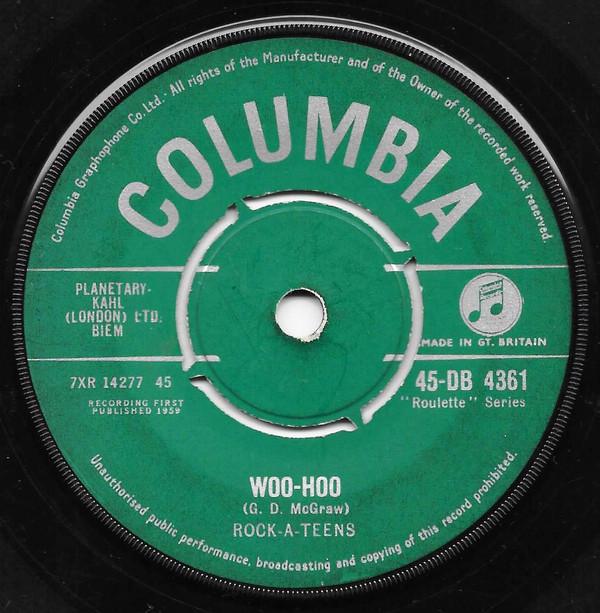 Columbia Graphophone Co. Ltd. · All rights of the Manufacturer and of the Owner of the recorded work reserved.
COLUMBIA
PLANETARY-
KAHL
(LONDON) LTD.
BIEM
Columbia
Records
MADE IN GT. BRITAIN
7XR 14277 45
RECORDING FIRST
PUBLISHED 1959
45-DB 4361
"Roulette" Series
WOO-HOO
(G. D. McGraw)
ROCK-A-TEENS
Unauthorised public performance, broadcasting and copying of this record prohibited.